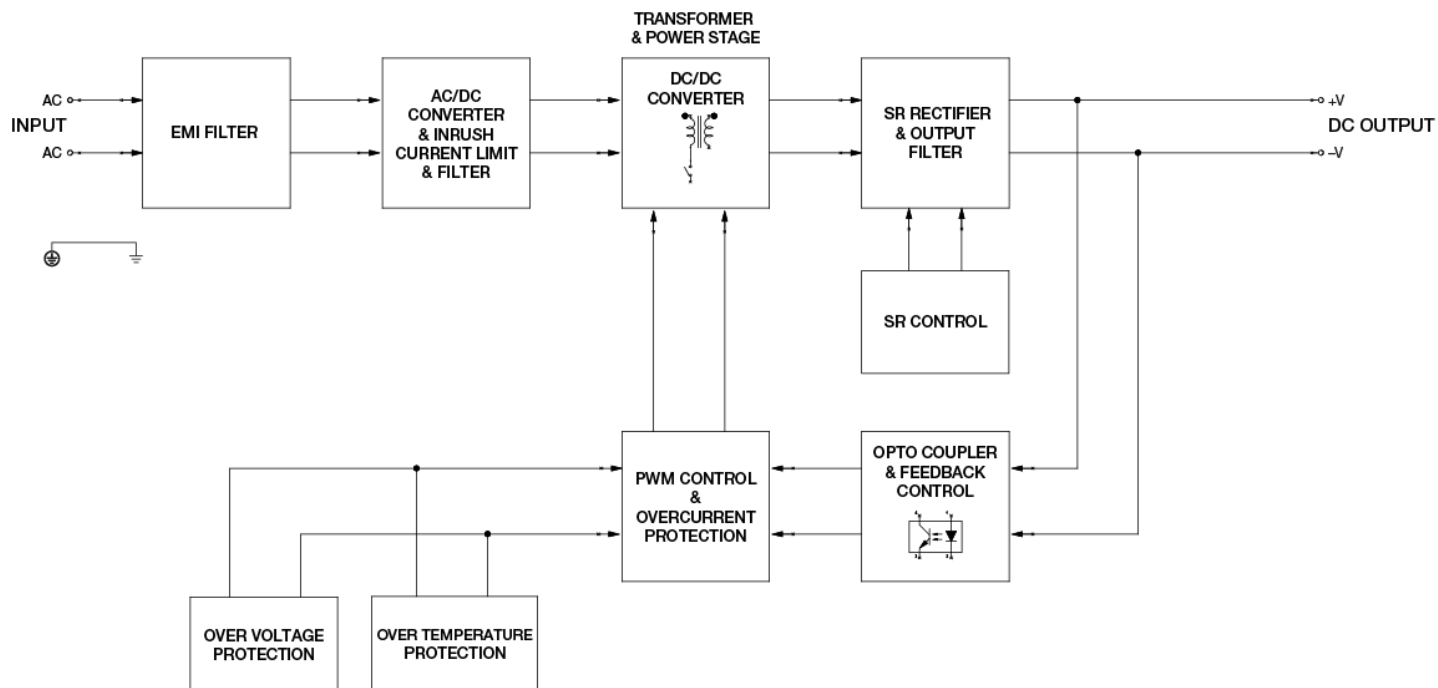 TRANSFORMER
& POWER STAGE
AC
INPUT
AC
EMI FILTER
AC/DC
CONVERTER
& INRUSH
CURRENT LIMIT
& FILTER
DC/DC
CONVERTER
SR RECTIFIER
& OUTPUT
FILTER
+V
DC OUTPUT
–V
SR CONTROL
PWM CONTROL
&
OVERCURRENT
PROTECTION
OPTO COUPLER
& FEEDBACK
CONTROL
OVER VOLTAGE
PROTECTION
OVER TEMPERATURE
PROTECTION